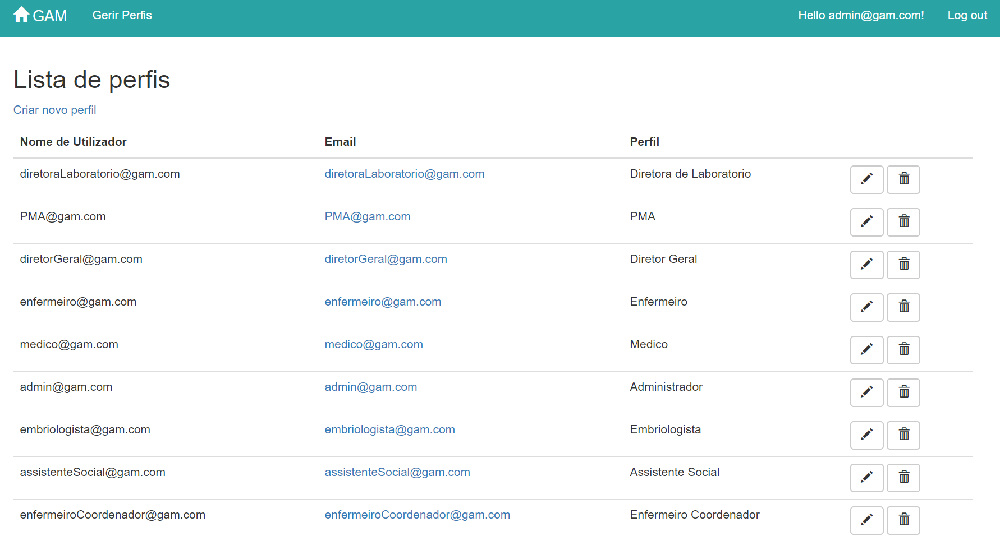 GAM Gerir Perfis Hello admin@gam.com! Log out
Lista de perfis
Criar novo perfil
Nome de Utilizador Email Perfil
diretoraLaboratorio@gam.com diretoraLaboratorio@gam.com Diretora de Laboratorio
PMA@gam.com PMA@gam.com PMA
diretorGeral@gam.com diretorGeral@gam.com Diretor Geral
enfermeiro@gam.com enfermeiro@gam.com Enfermeiro
medico@gam.com medico@gam.com Medico
admin@gam.com admin@gam.com Administrador
embriologista@gam.com embriologista@gam.com Embriologista
assistenteSocial@gam.com assistenteSocial@gam.com Assistente Social
enfermeiroCoordenador@gam.com enfermeiroCoordenador@gam.com Enfermeiro Coordenador